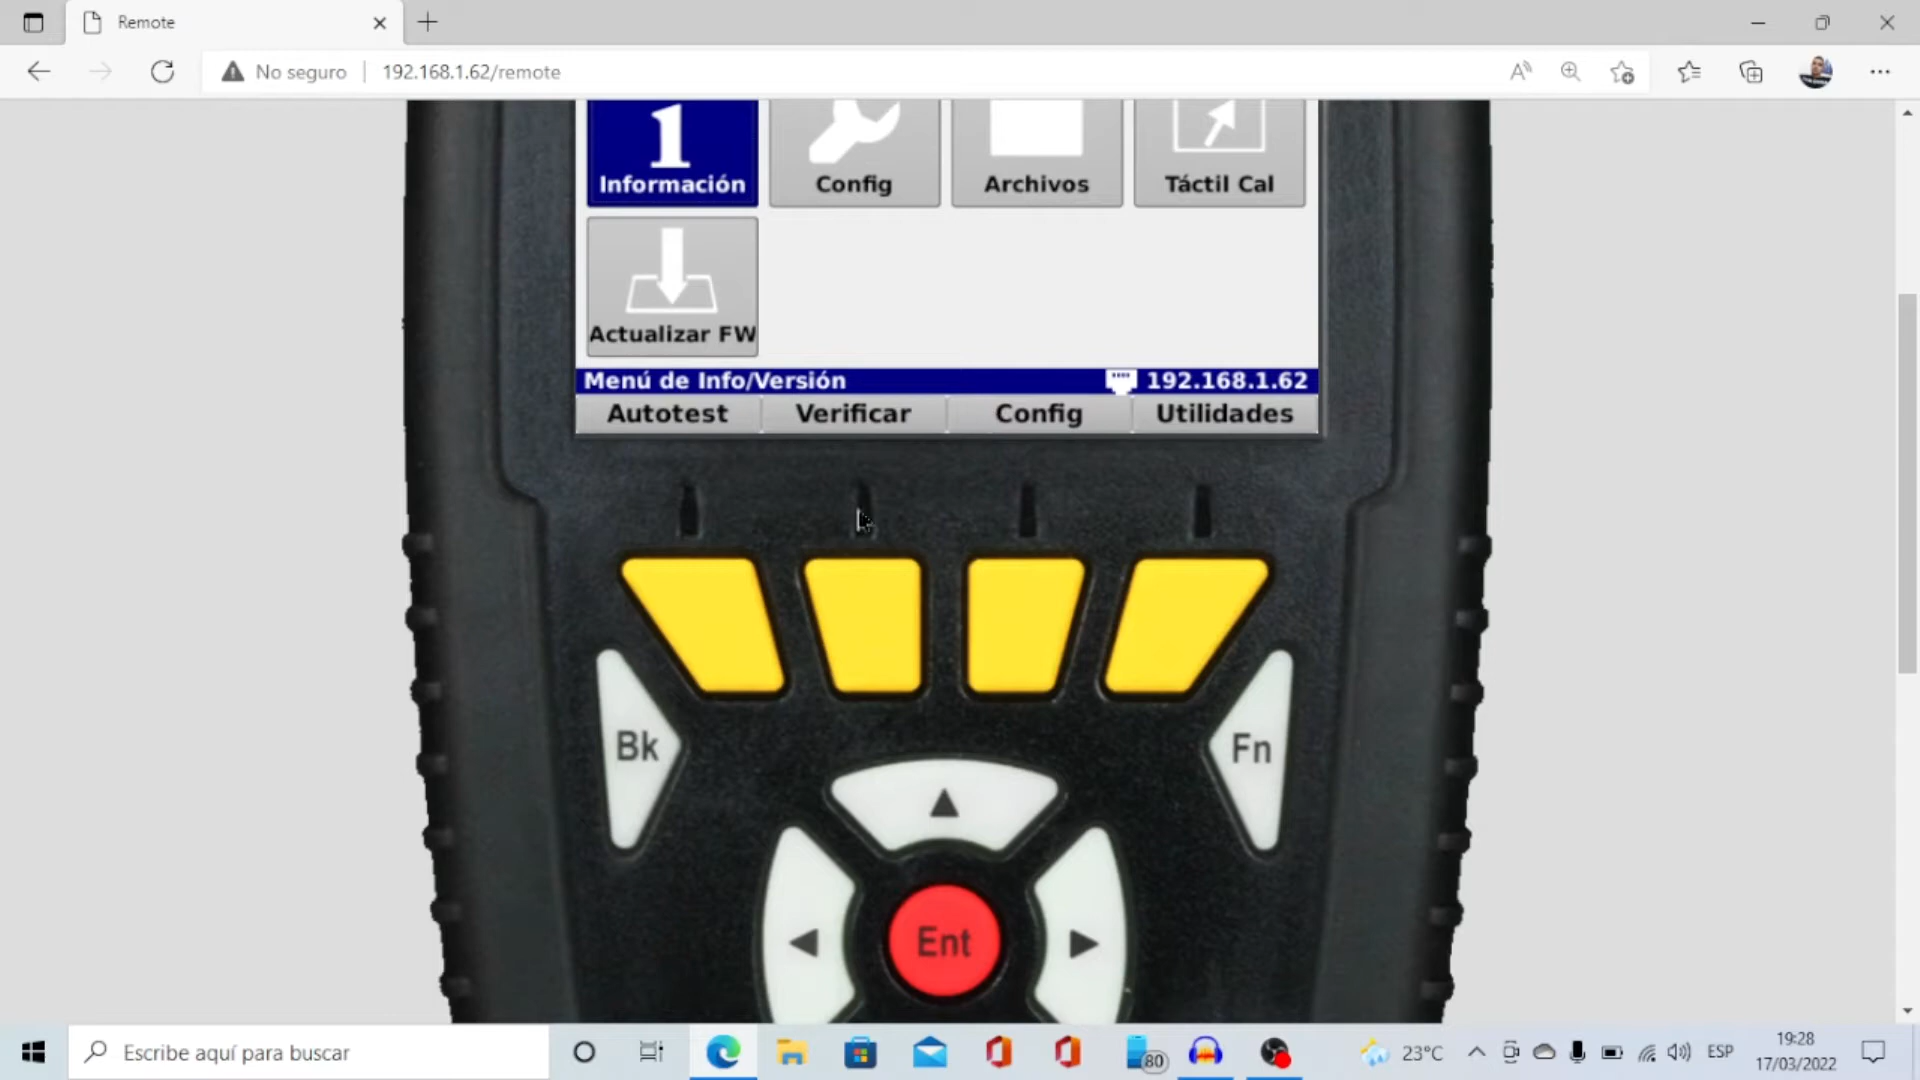 Remote
No seguro 192.168.1.62/remote
Información Config Archivos Táctil Cal
Actualizar FW
Menú de Info/Versión 192.168.1.62
Autotest Verificar Config Utilidades
Bk Fn
Ent
Escribe aquí para buscar
80
23°C
ESP
19:28
17/03/2022